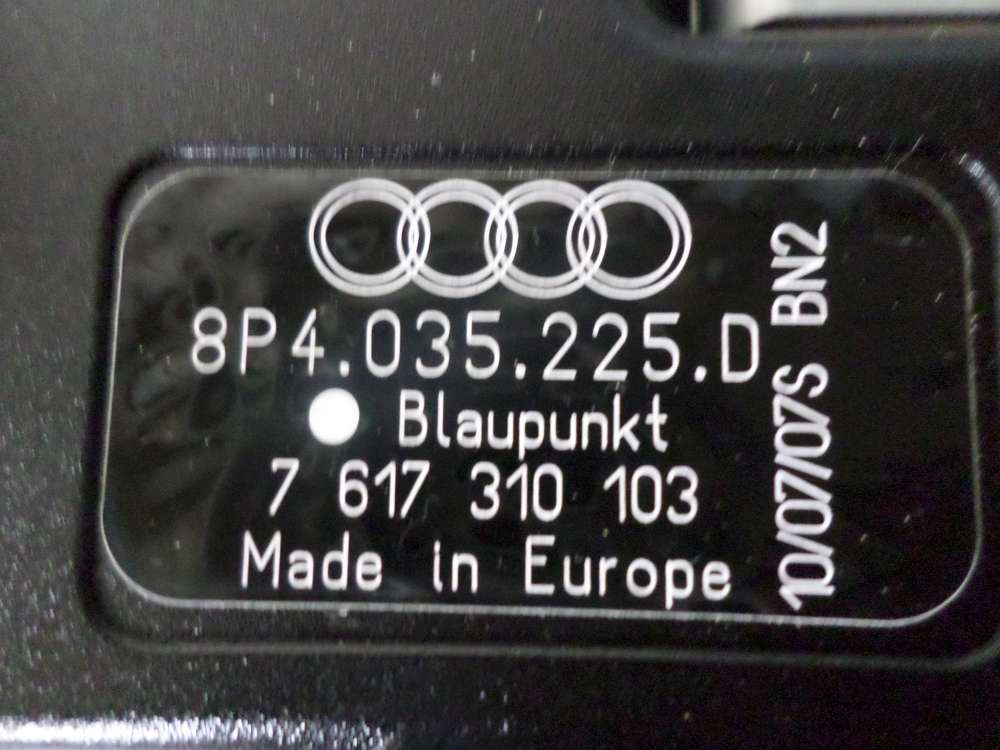 8P4.035.225.D
Blaupunkt
7 617 310 103
Made in Europe
10/07/07S BN2